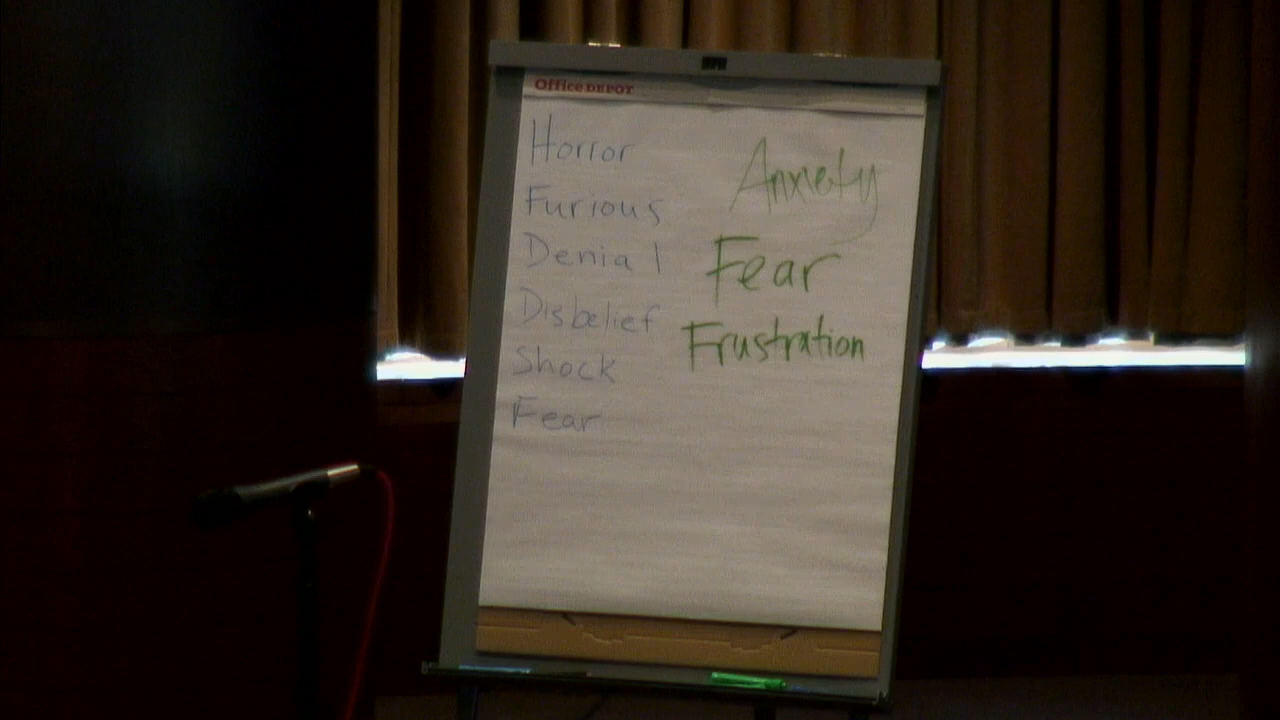 Office DEPOT
Horror
Furious
Denial
Disbelief
Shock
Fear
Anxiety
Fear
Frustration